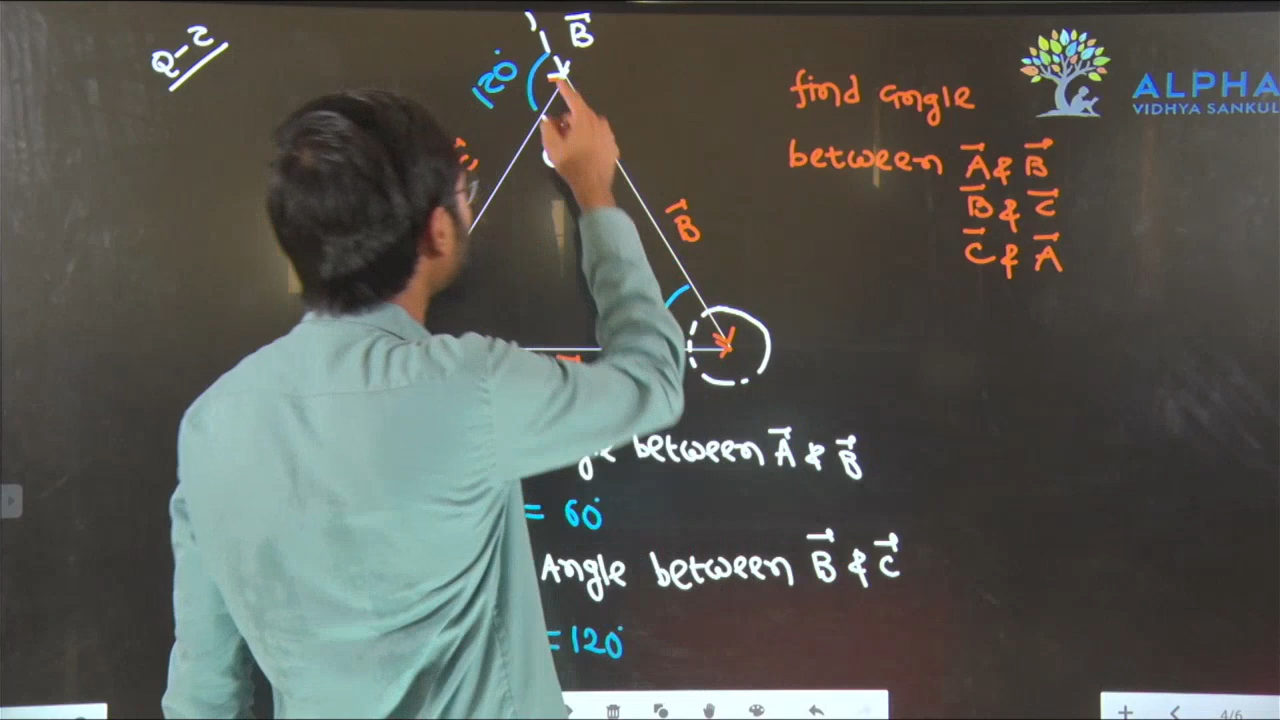 Q-2
B
120°
find angle
between A & B
B & C
C & A
B
between A & B
= 60°
Angle between B & C
= 120°
ALPHA
VIDHYA SANKUL
4/6